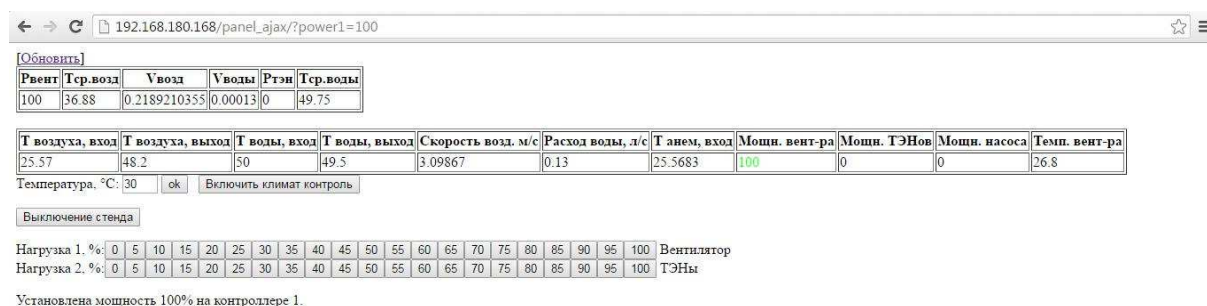 192.168.180.168/panel_ajax/?power1=100
[Обновить]
Рвент Тср.возд Vвозд Vводы Ртэн Тср.воды
100 36.88 0.2189210355 0.00013 0 49.75
Т воздуха, вход Т воздуха, выход Т воды, вход Т воды, выход Скорость возд. м/с Расход воды, л/с Т анем, вход Мощн. вент-ра Мощн. ТЭНов Мощн. насоса Темп. вент-ра
25.57 48.2 50 49.5 3.09867 0.13 25.5683 100 0 0 26.8
Температура, °C: 30 ok Включить климат контроль
Выключение стенда
Нагрузка 1, %: 0 5 10 15 20 25 30 35 40 45 50 55 60 65 70 75 80 85 90 95 100 Вентилятор
Нагрузка 2, %: 0 5 10 15 20 25 30 35 40 45 50 55 60 65 70 75 80 85 90 95 100 ТЭНы
Установлена мощность 100% на контроллере 1.